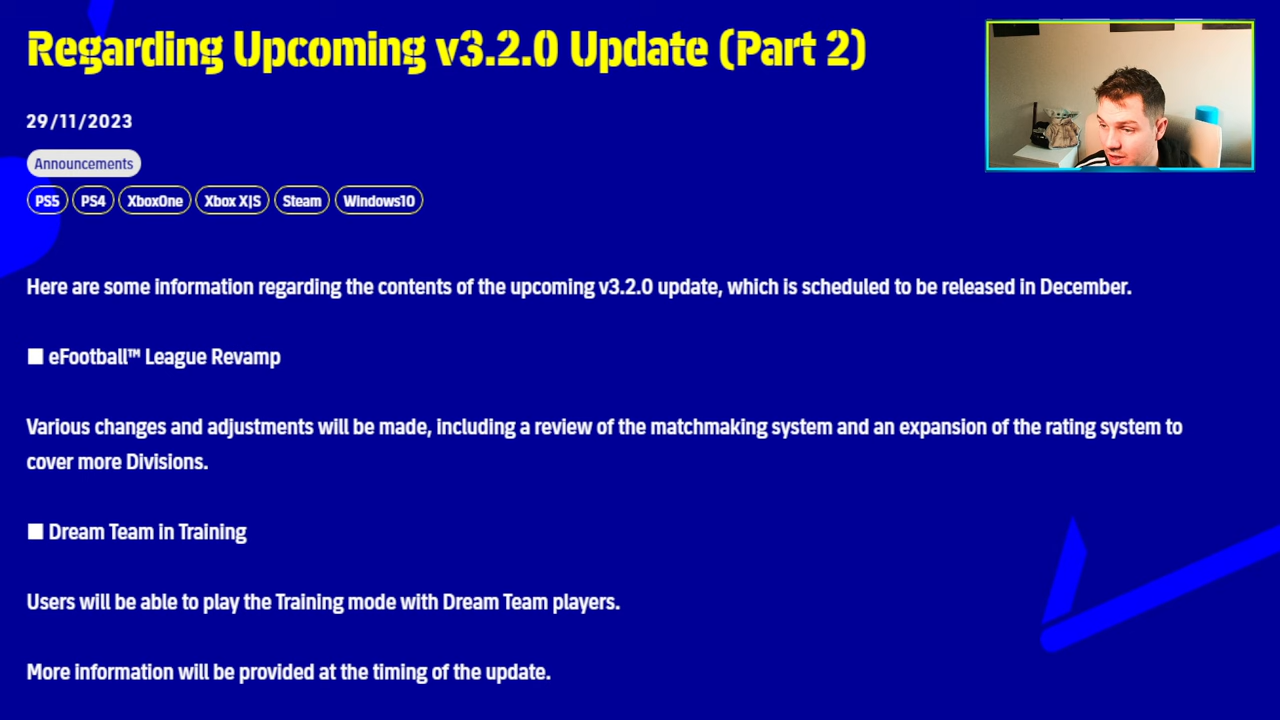 Regarding Upcoming v3.2.0 Update (Part 2)
29/11/2023
Announcements
PS5 PS4 XboxOne Xbox X|S Steam Windows10
Here are some information regarding the contents of the upcoming v3.2.0 update, which is scheduled to be released in December.
■ eFootball™ League Revamp
Various changes and adjustments will be made, including a review of the matchmaking system and an expansion of the rating system to
cover more Divisions.
■ Dream Team in Training
Users will be able to play the Training mode with Dream Team players.
More information will be provided at the timing of the update.